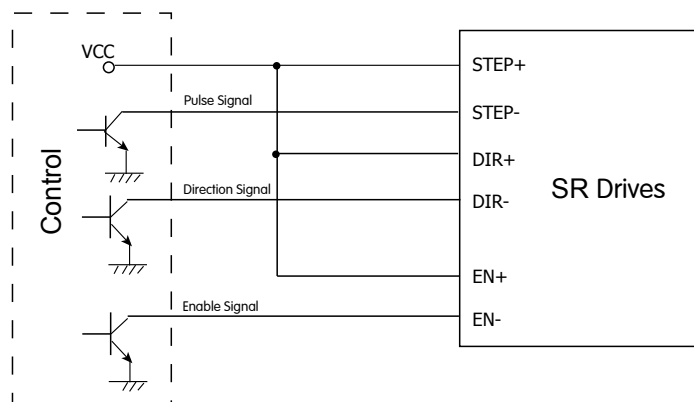 VCC
STEP+
Pulse Signal
STEP-
DIR+
Control
SR Drives
Direction Signal
DIR-
EN+
Enable Signal
EN-